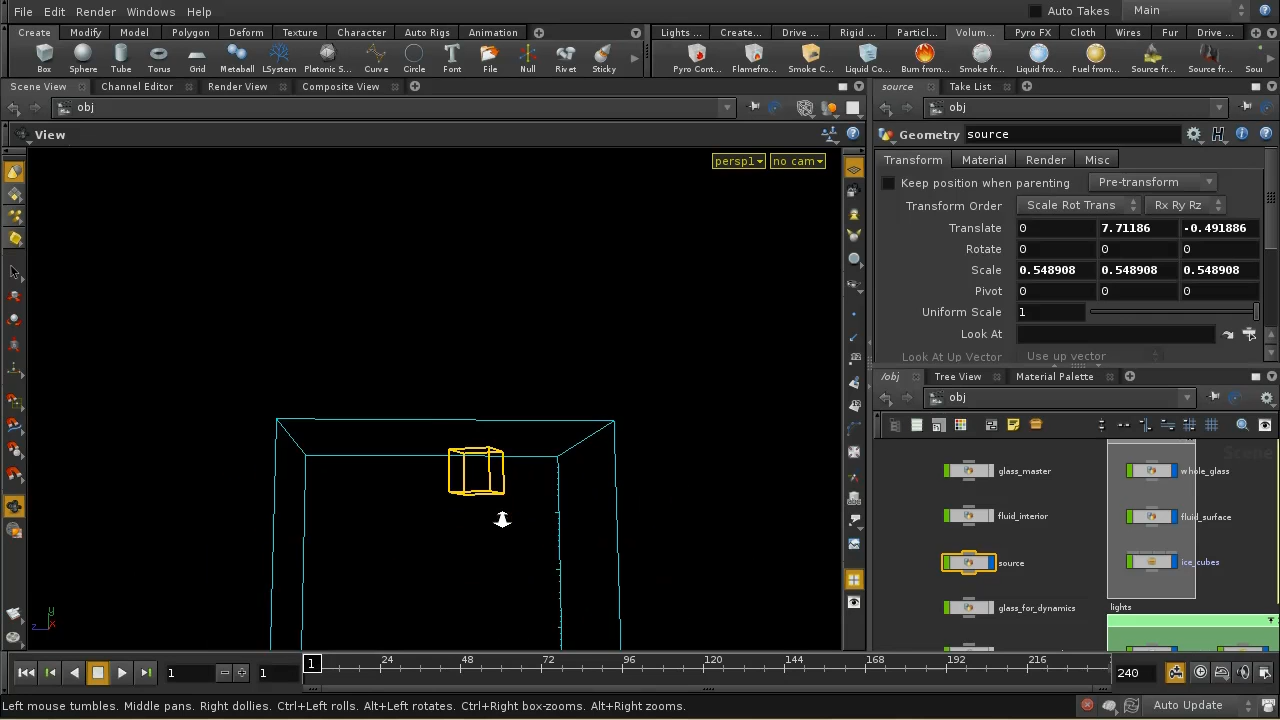 File Edit Render Windows Help Auto Takes Main
Create Modify Model Polygon Deform Texture Character Auto Rigs Animation Lights ... Create... Drive ... Rigid ... Particl... Volum... Pyro FX Cloth Wires Fur Drive ...
Box Sphere Tube Torus Grid Metaball LSystem Platonic S... Curve Circle Font File Null Rivet Sticky Pyro Cont... Flamefro... Smoke C... Liquid Co... Burn from... Smoke fr... Liquid fro... Fuel from... Source fr... Source fr... Sou
Scene View Channel Editor Render View Composite View source Take List
obj obj
View Geometry source
persp1 no cam
Transform Material Render Misc
Keep position when parenting Pre-transform
Transform Order Scale Rot Trans Rx Ry Rz
Translate 0 7.71186 -0.491886
Rotate 0 0 0
Scale 0.548908 0.548908 0.548908
Pivot 0 0 0
Uniform Scale 1
Look At
Look At Up Vector Use up vector
/obj Tree View Material Palette
obj
Scene
glass_master whole_glass
fluid_interior fluid_surface
source ice_cubes
glass_for_dynamics lights
y
z x
1 1 1 24 48 72 96 120 144 168 192 216 240
Left mouse tumbles. Middle pans. Right dollies. Ctrl+Left rolls. Alt+Left rotates. Ctrl+Right box-zooms. Alt+Right zooms. Auto Update